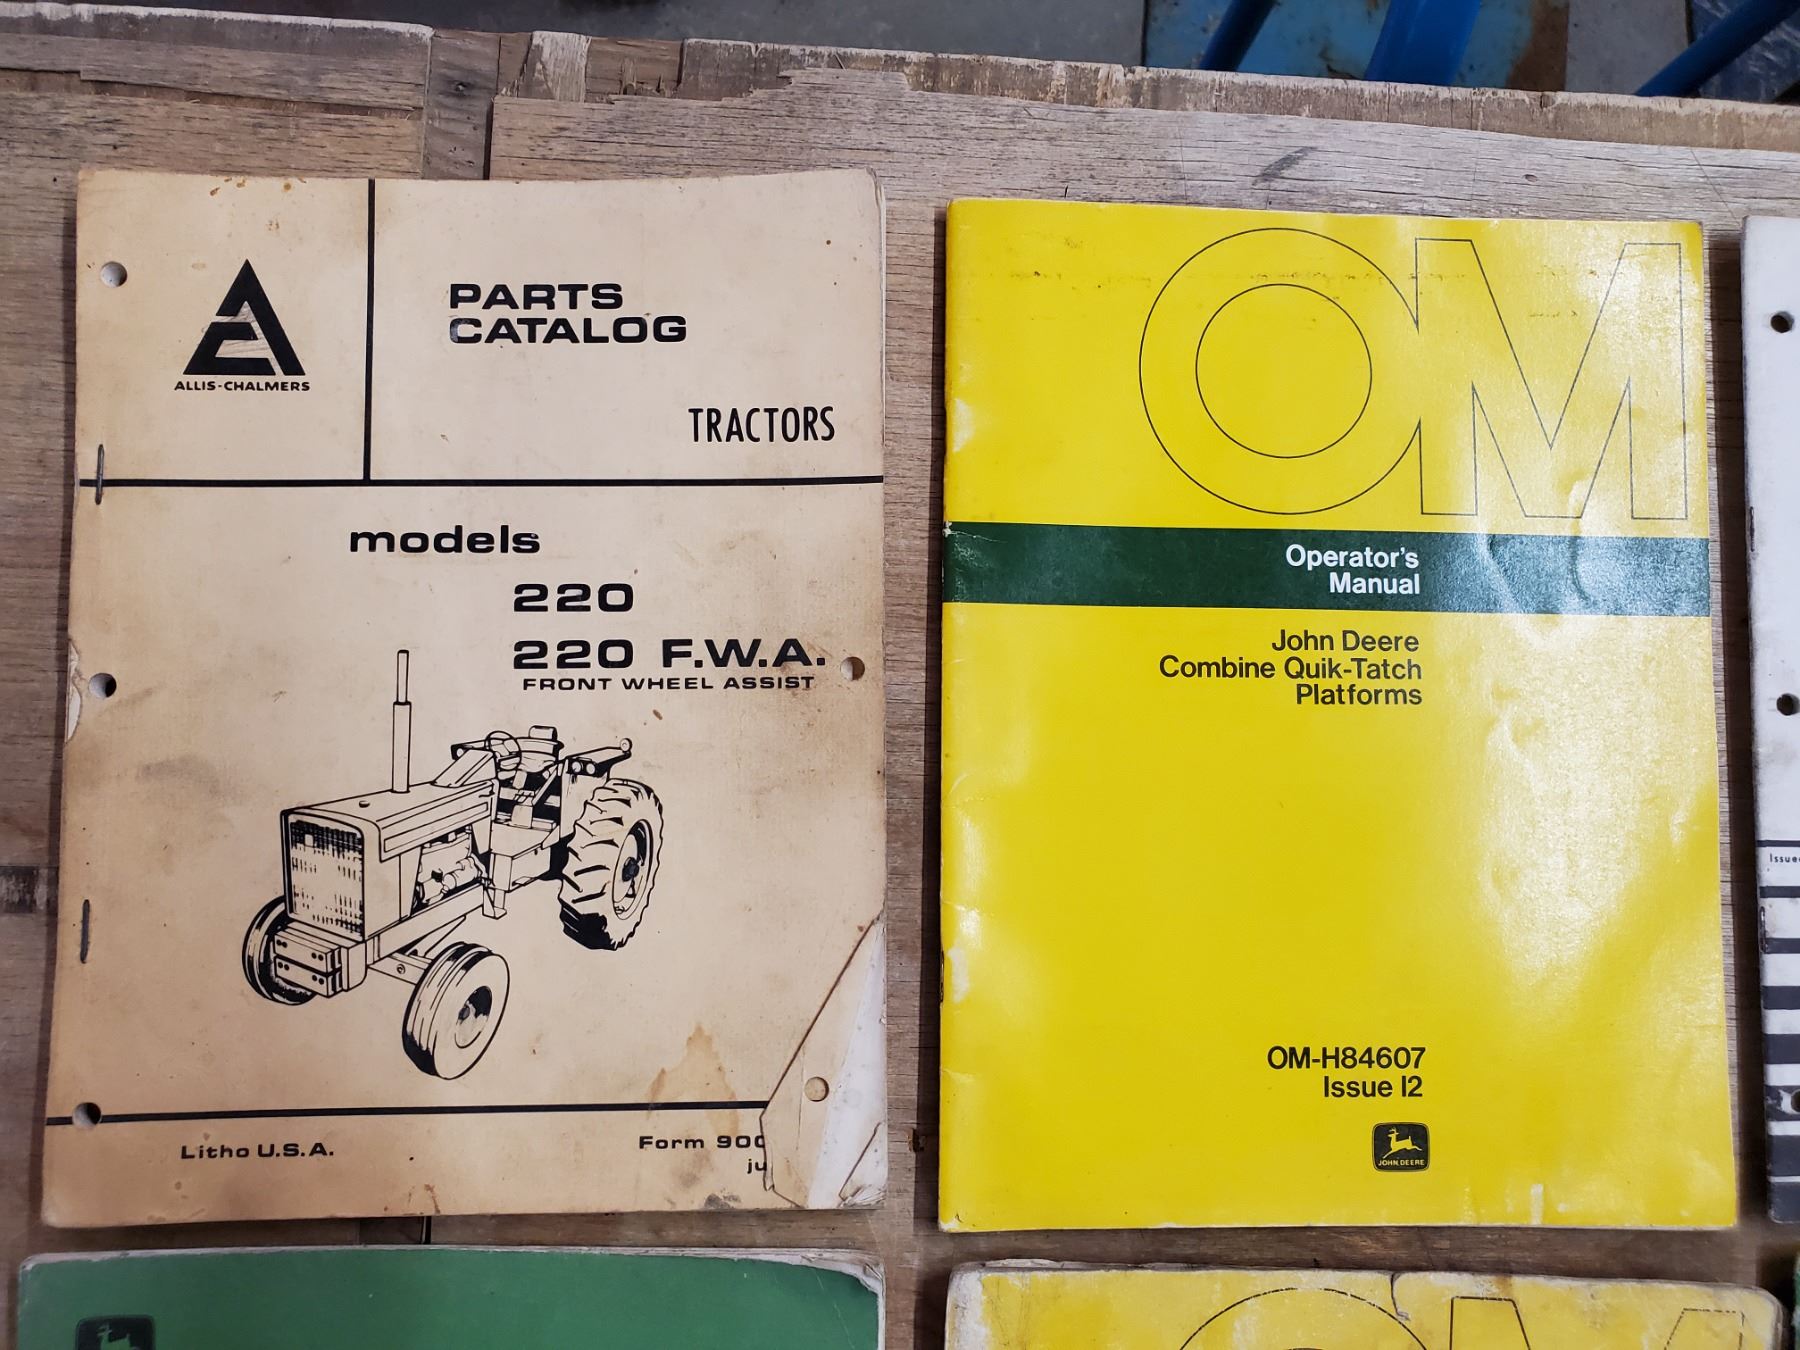 ALLIS-CHALMERS
PARTS
CATALOG
TRACTORS
models
220
220 F.W.A.
FRONT WHEEL ASSIST
Litho U.S.A.
Form
OM
Operator's
Manual
John Deere
Combine Quik-Tatch
Platforms
OM-H84607
Issue I2
JOHN DEERE
OM